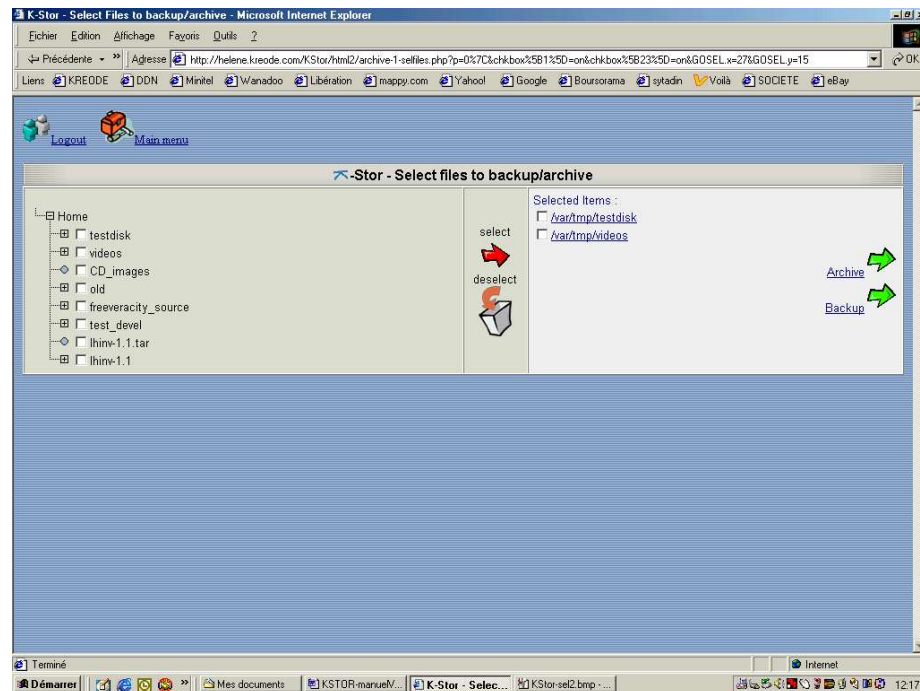 K-Stor - Select Files to backup/archive - Microsoft Internet Explorer
Fichier Edition Affichage Favoris Outils ?
Précédente » Adresse http://helene.kreode.com/KStor/html2/archive-1-selfiles.php?p=0%7C&chkbox%5B1%5D=on&chkbox%5B23%5D=on&GOSEL.x=27&GOSEL.y=15 OK
Liens KREODE DDN Minitel Wanadoo Libération mappy.com Yahoo! Google Boursorama sytadin Voilà SOCIETE eBay
Logout Main menu
K-Stor - Select files to backup/archive
Home
testdisk
videos
CD_images
old
freeveracity_source
test_devel
lhinv-1.1.tar
lhinv-1.1
select
deselect
Selected Items :
/var/tmp/testdisk
/var/tmp/videos
Archive
Backup
Terminé Internet
Démarrer » Mes documents KSTOR-manuelV... K-Stor - Selec... KStor-sel2.bmp - ... 12:17